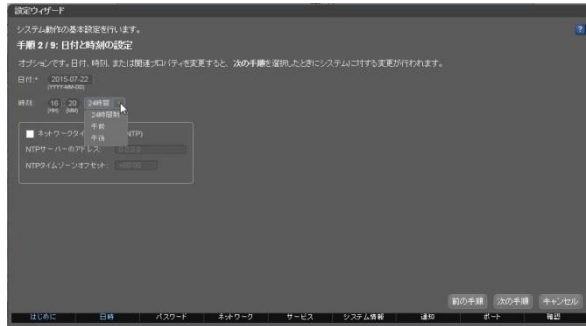 設定ウィザード
システム動作の基本設定を行います。
手順 2 / 9: 日付と時刻の設定
オプションです。日付、時刻、または関連プロパティを変更すると、次の手順を選択したときにシステムに対する変更が行われます。
日付:* 2015-07-22
(YYYY-MM-DD)
時刻: 16 : 20 24時間
(HH) (MM)
24時間制
午前
午後
ネットワークタイ NTP)
NTPサーバーのアドレス: 0.0.0.0
NTPタイムゾーンオフセット: +00:00
前の手順 次の手順 キャンセル
はじめに 日時 パスワード ネットワーク サービス システム情報 通知 ポート 確認